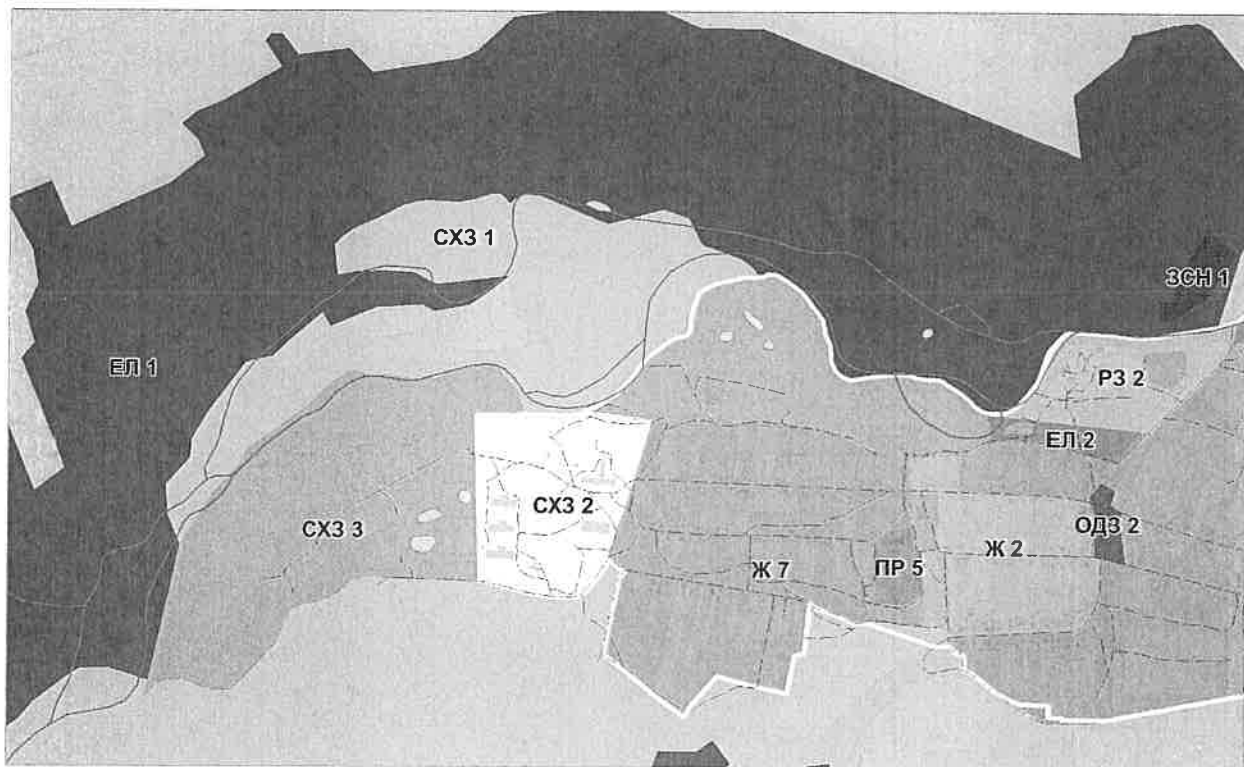 СХЗ 1
ЗСН 1
ЕЛ 1
РЗ 2
ЕЛ 2
СХЗ 2
СХЗ 3
ОДЗ 2
Ж 2
Ж 7
ПР 5